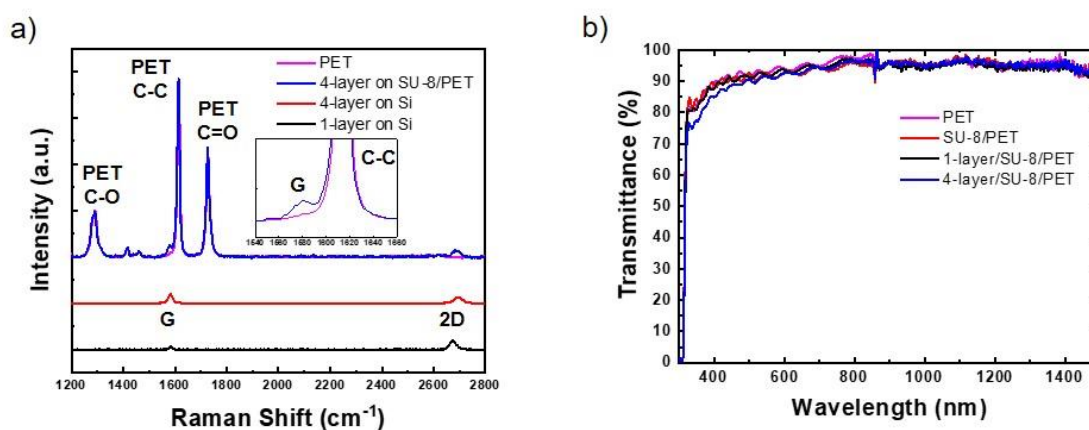 a)
PET
4-layer on SU-8/PET
4-layer on Si
1-layer on Si
PET
C-C
PET
C=O
PET
C-O
C-C
G
1540 1560 1580 1600 1620 1640 1660
G
2D
Intensity (a.u.)
1200 1400 1600 1800 2000 2200 2400 2600 2800
Raman Shift (cm-1)
b)
100
90
80
70
60
50
40
30
20
10
0
PET
SU-8/PET
1-layer/SU-8/PET
4-layer/SU-8/PET
Transmittance (%)
400 600 800 1000 1200 1400
Wavelength (nm)